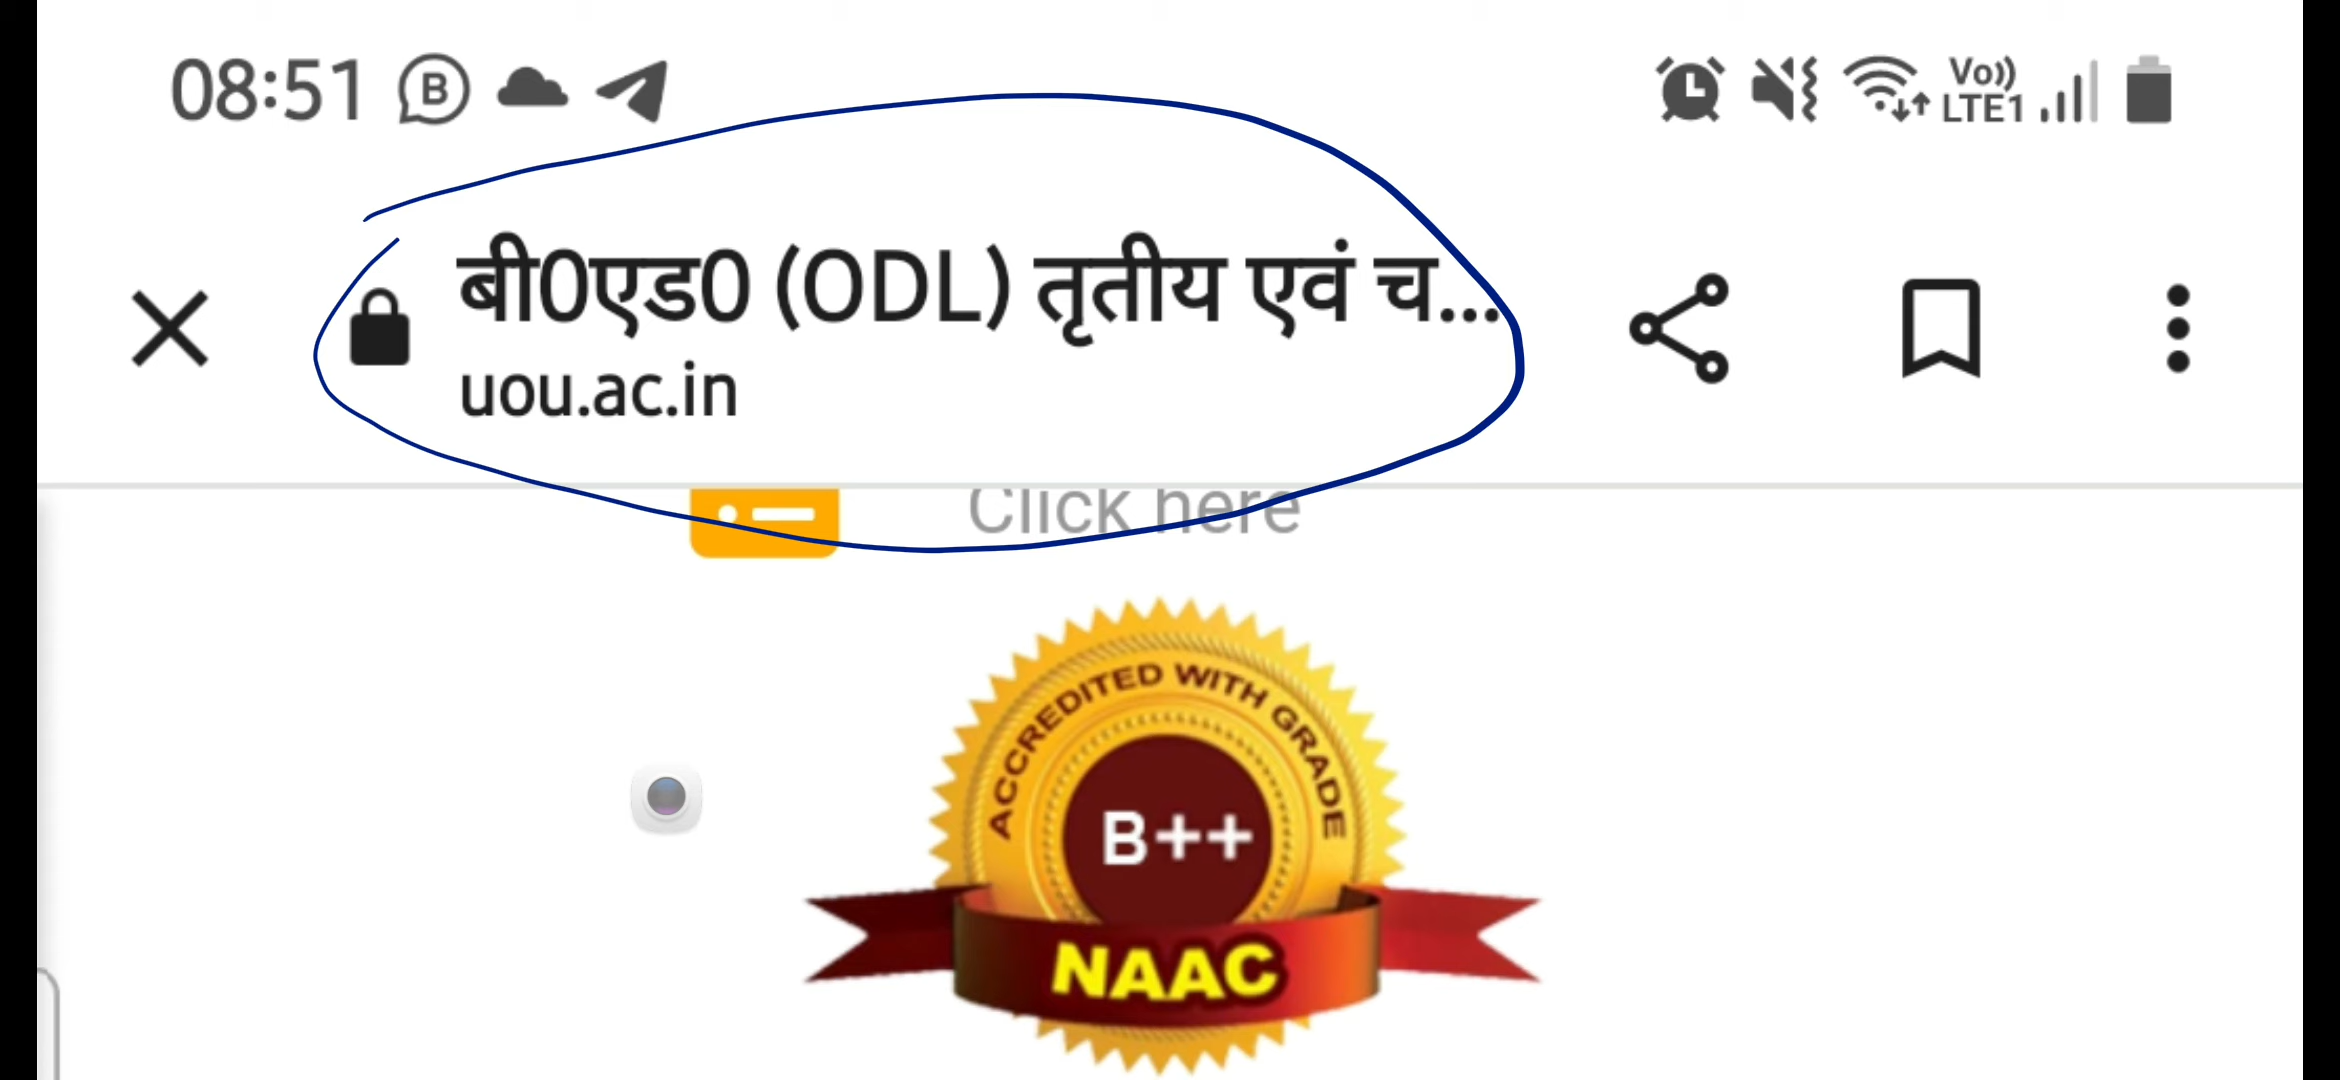 08:51 B Vo)) LTE1
बी0एड0 (ODL) तृतीय एवं च...
uou.ac.in
Click here
ACCREDITED WITH GRADE
B++
NAAC